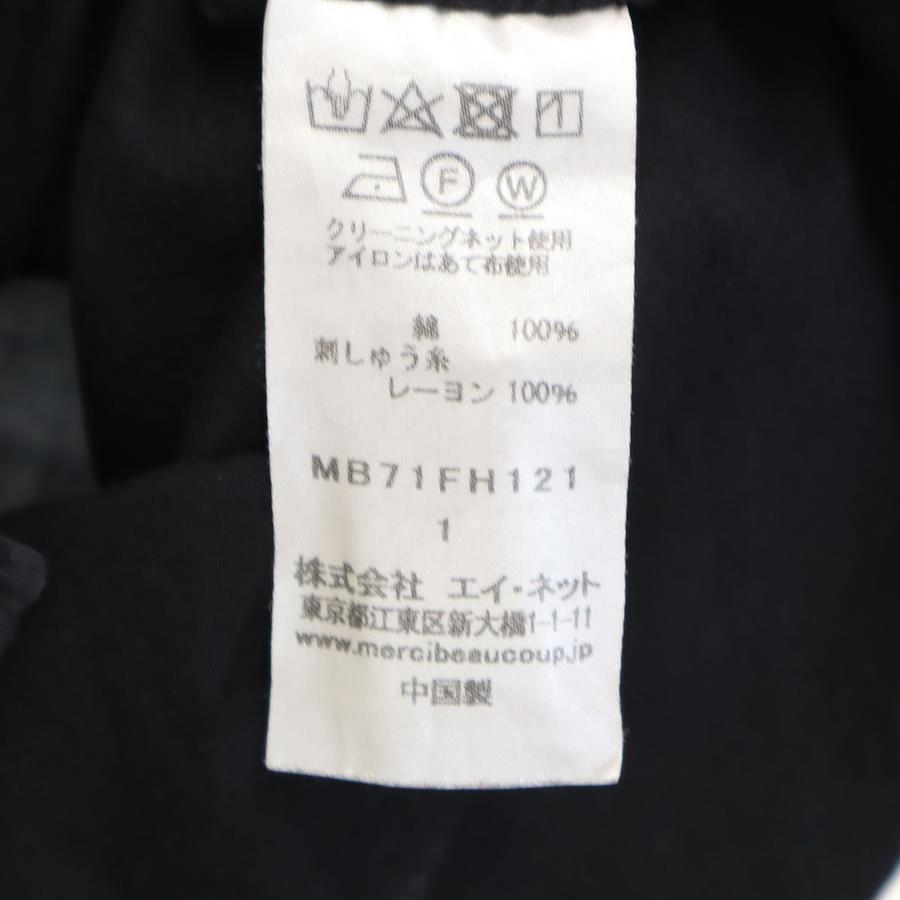 F W
クリーニングネット使用
アイロンはあて布使用
綿 100%
刺しゅう糸
レーヨン 100%
MB71FH121
1
株式会社 エイ・ネット
東京都江東区新大橋1-1-11
www.mercibeaucoup.jp
中国製